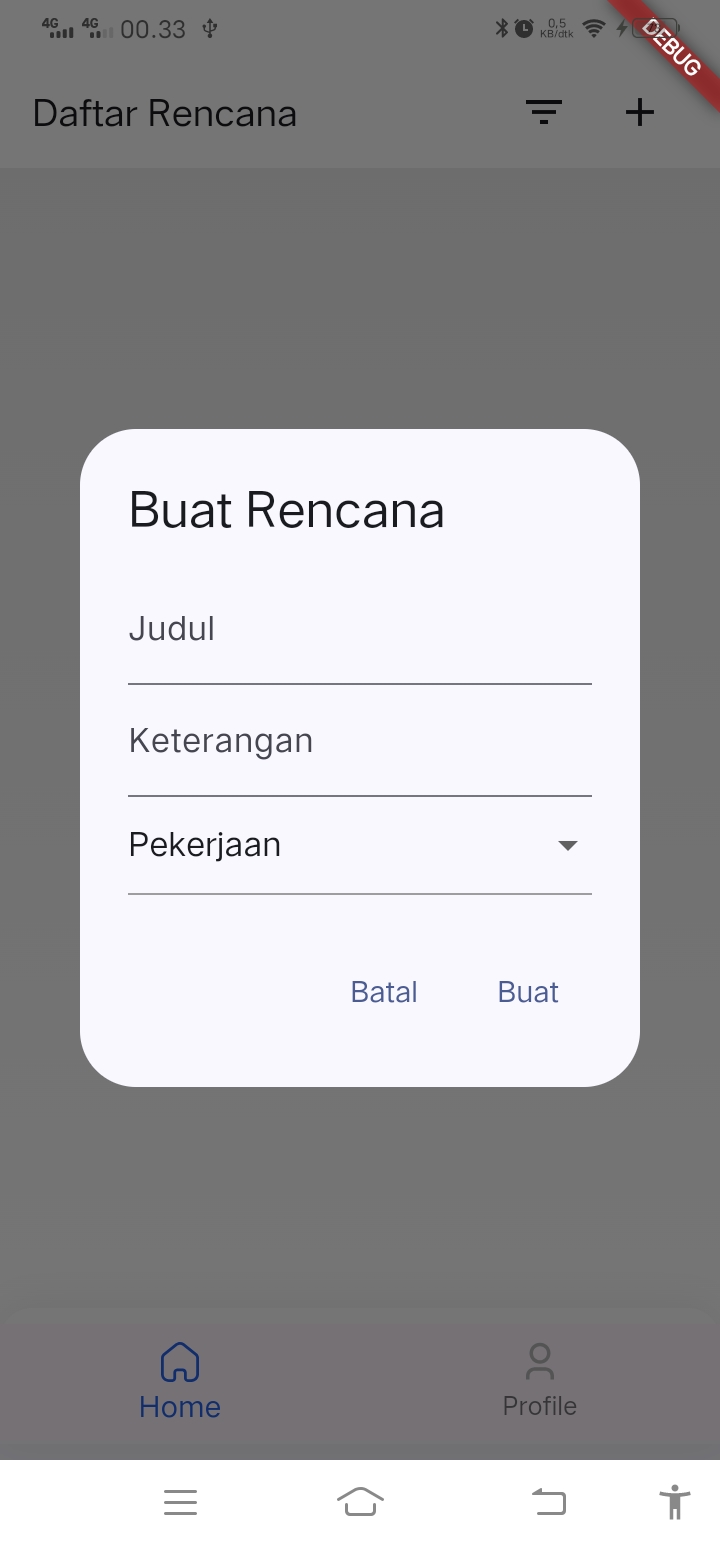 4G 4G 00.33 0,5 KB/dtk
DEBUG
Daftar Rencana
Buat Rencana
Judul
Keterangan
Pekerjaan
Batal Buat
Home Profile